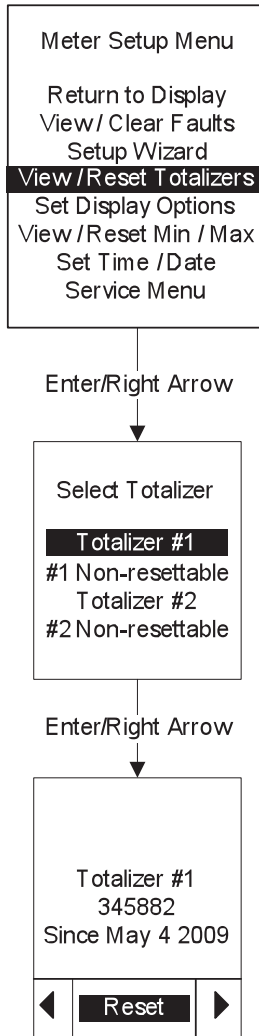 Meter Setup Menu
Return to Display
View / Clear Faults
Setup Wizard
View / Reset Totalizers
Set Display Options
View / Reset Min / Max
Set Time / Date
Service Menu
Enter/Right Arrow
Select Totalizer
Totalizer #1
#1 Non-resettable
Totalizer #2
#2 Non-resettable
Enter/Right Arrow
Totalizer #1
345882
Since May 4 2009
Reset